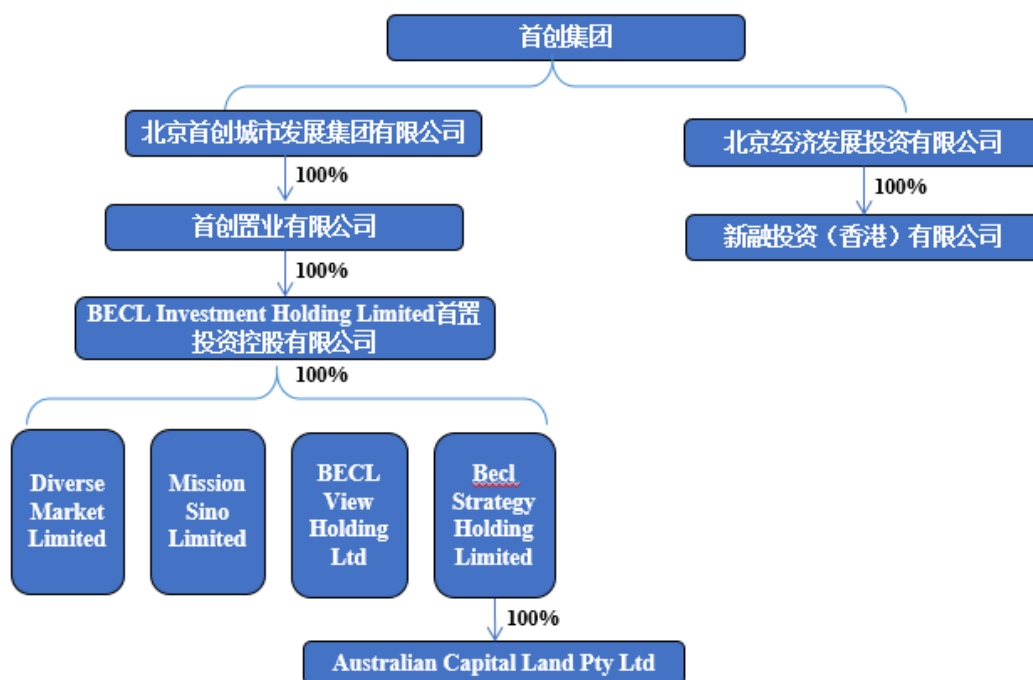 首创集团
北京首创城市发展集团有限公司
北京经济发展投资有限公司
100%
100%
首创置业有限公司
新融投资（香港）有限公司
100%
BECL Investment Holding Limited首置
投资控股有限公司
100%
Diverse
Market
Limited
Mission
Sino
Limited
BECL
View
Holding
Ltd
Becl
Strategy
Holding
Limited
100%
Australian Capital Land Pty Ltd